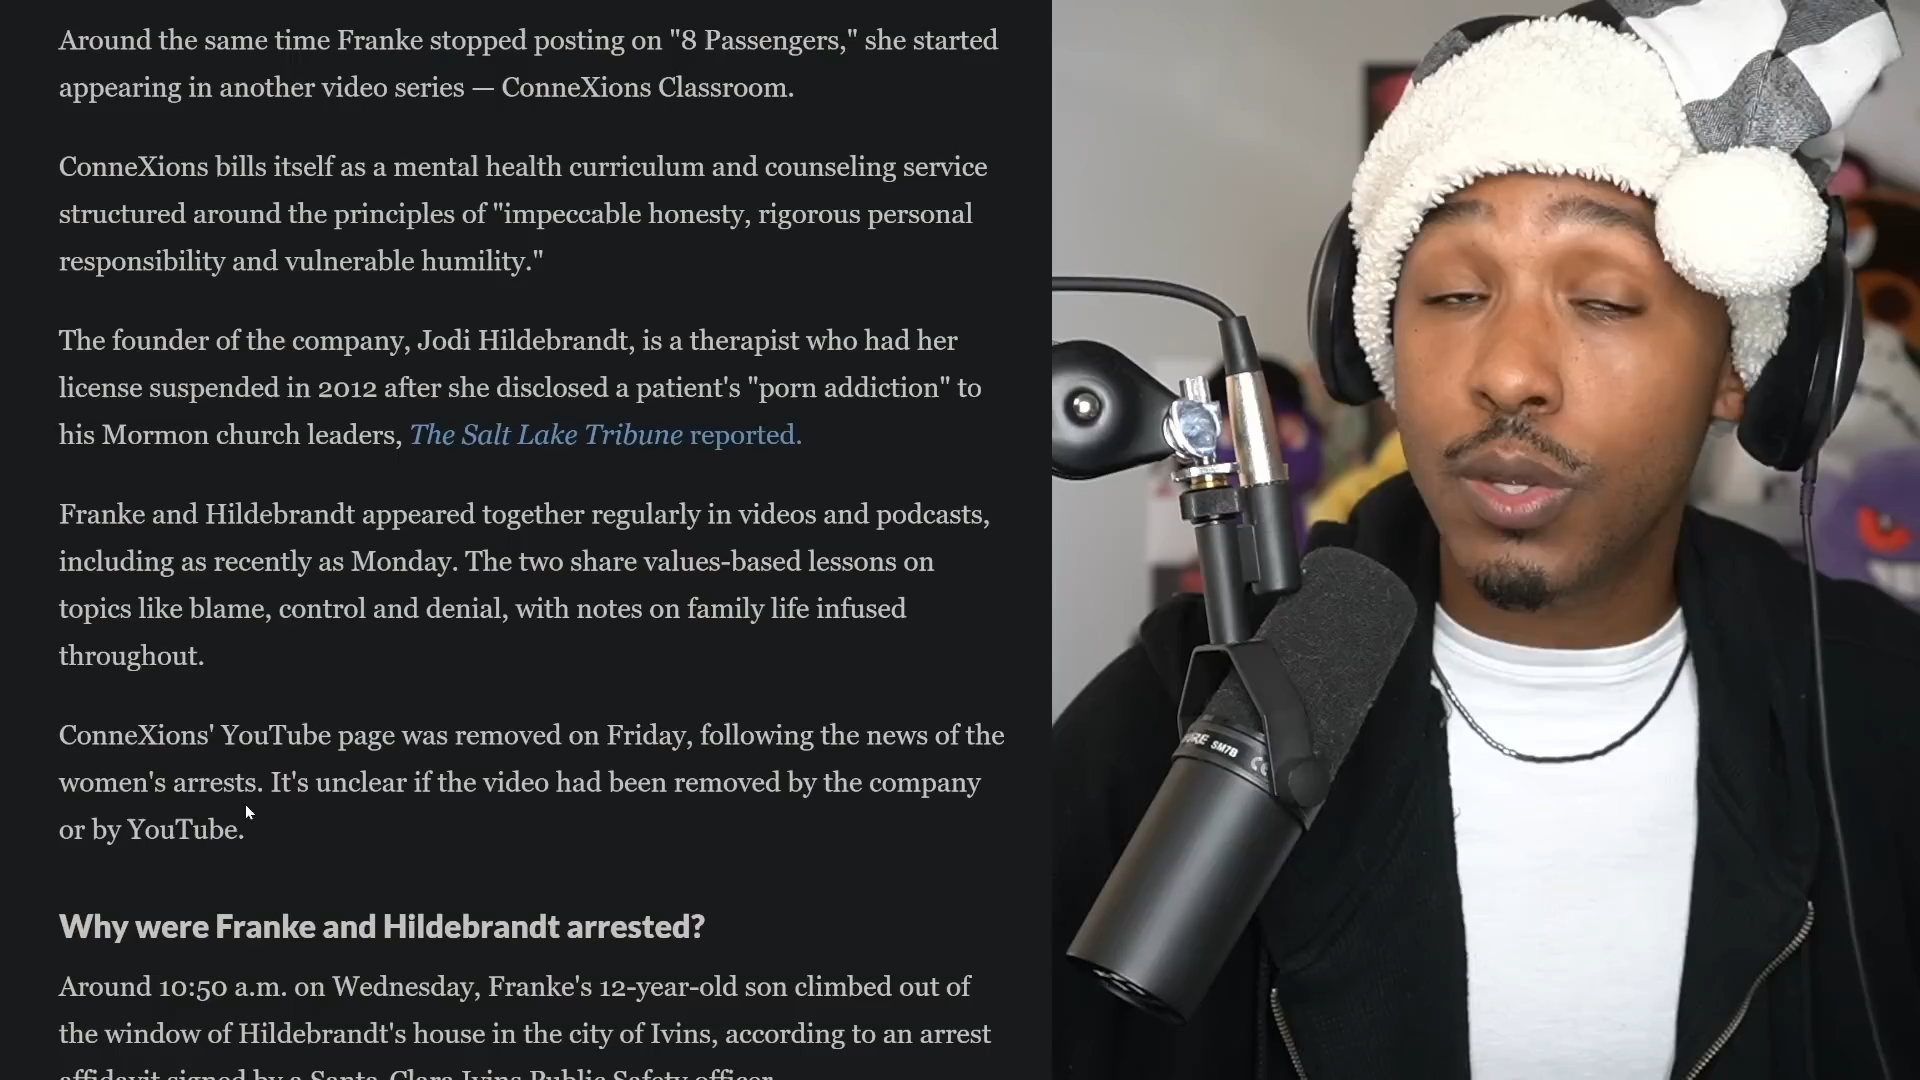 Around the same time Franke stopped posting on "8 Passengers," she started
appearing in another video series — ConneXions Classroom.
ConneXions bills itself as a mental health curriculum and counseling service
structured around the principles of "impeccable honesty, rigorous personal
responsibility and vulnerable humility."
The founder of the company, Jodi Hildebrandt, is a therapist who had her
license suspended in 2012 after she disclosed a patient's "porn addiction" to
his Mormon church leaders, The Salt Lake Tribune reported.
Franke and Hildebrandt appeared together regularly in videos and podcasts,
including as recently as Monday. The two share values-based lessons on
topics like blame, control and denial, with notes on family life infused
throughout.
ConneXions' YouTube page was removed on Friday, following the news of the
women's arrests. It's unclear if the video had been removed by the company
or by YouTube.
Why were Franke and Hildebrandt arrested?
Around 10:50 a.m. on Wednesday, Franke's 12-year-old son climbed out of
the window of Hildebrandt's house in the city of Ivins, according to an arrest
affidavit signed by a Santa Clara-Ivins Public Safety officer.
SM7B